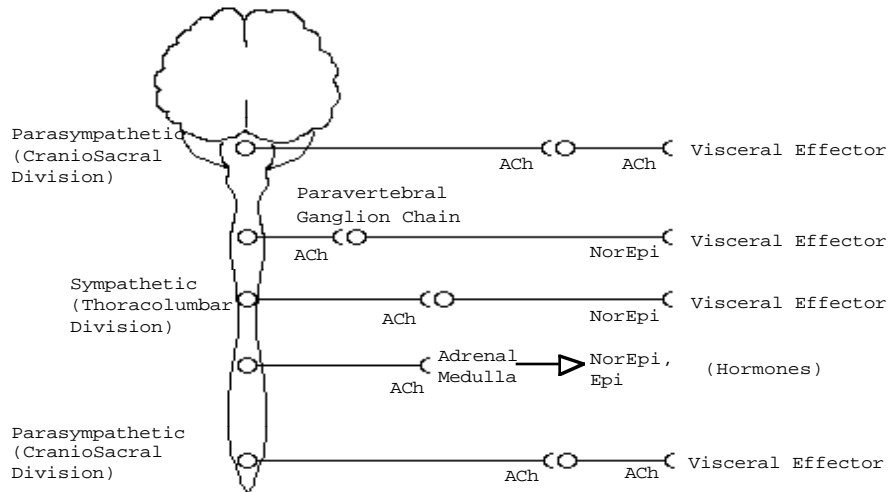 Parasympathetic
(CranioSacral
Division)
ACh
ACh
Visceral Effector
Paravertebral
Ganglion Chain
ACh
NorEpi
Visceral Effector
Sympathetic
(Thoracolumbar
Division)
ACh
NorEpi
Visceral Effector
Adrenal
Medulla
ACh
NorEpi,
Epi
(Hormones)
Parasympathetic
(CranioSacral
Division)
ACh
ACh
Visceral Effector